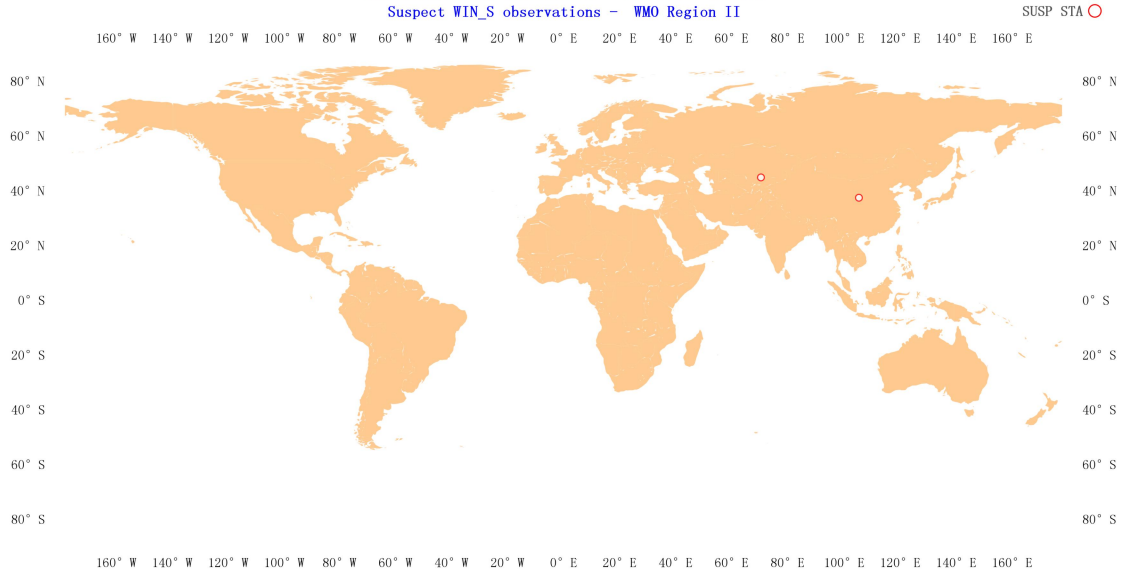 Suspect WIN_S observations -  WMO Region II
SUSP STA
160° W 140° W 120° W 100° W 80° W 60° W 40° W 20° W 0° E 20° E 40° E 60° E 80° E 100° E 120° E 140° E 160° E
80° N 80° N
60° N 60° N
40° N 40° N
20° N 20° N
0° S 0° S
20° S 20° S
40° S 40° S
60° S 60° S
80° S 80° S
160° W 140° W 120° W 100° W 80° W 60° W 40° W 20° W 0° E 20° E 40° E 60° E 80° E 100° E 120° E 140° E 160° E